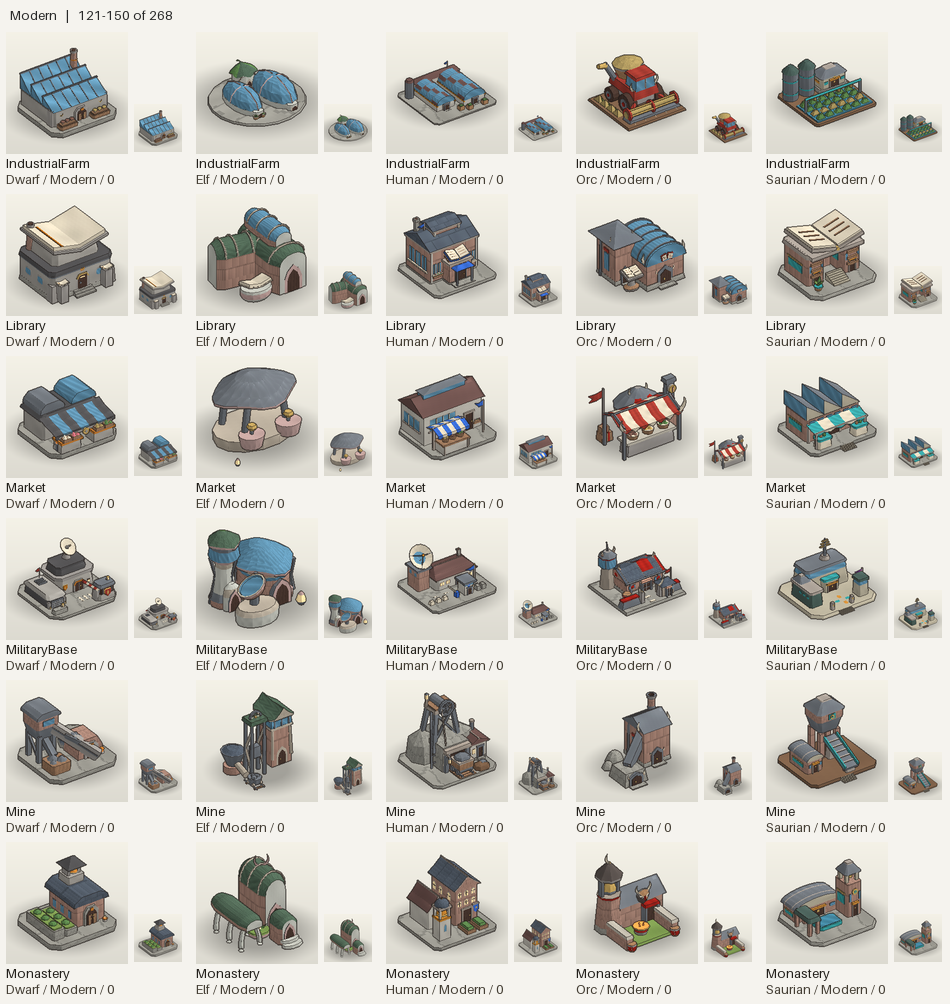 Modern | 121-150 of 268
IndustrialFarm IndustrialFarm IndustrialFarm IndustrialFarm IndustrialFarm
Dwarf / Modern / 0 Elf / Modern / 0 Human / Modern / 0 Orc / Modern / 0 Saurian / Modern / 0
Library Library Library Library Library
Dwarf / Modern / 0 Elf / Modern / 0 Human / Modern / 0 Orc / Modern / 0 Saurian / Modern / 0
Market Market Market Market Market
Dwarf / Modern / 0 Elf / Modern / 0 Human / Modern / 0 Orc / Modern / 0 Saurian / Modern / 0
MilitaryBase MilitaryBase MilitaryBase MilitaryBase MilitaryBase
Dwarf / Modern / 0 Elf / Modern / 0 Human / Modern / 0 Orc / Modern / 0 Saurian / Modern / 0
Mine Mine Mine Mine Mine
Dwarf / Modern / 0 Elf / Modern / 0 Human / Modern / 0 Orc / Modern / 0 Saurian / Modern / 0
Monastery Monastery Monastery Monastery Monastery
Dwarf / Modern / 0 Elf / Modern / 0 Human / Modern / 0 Orc / Modern / 0 Saurian / Modern / 0